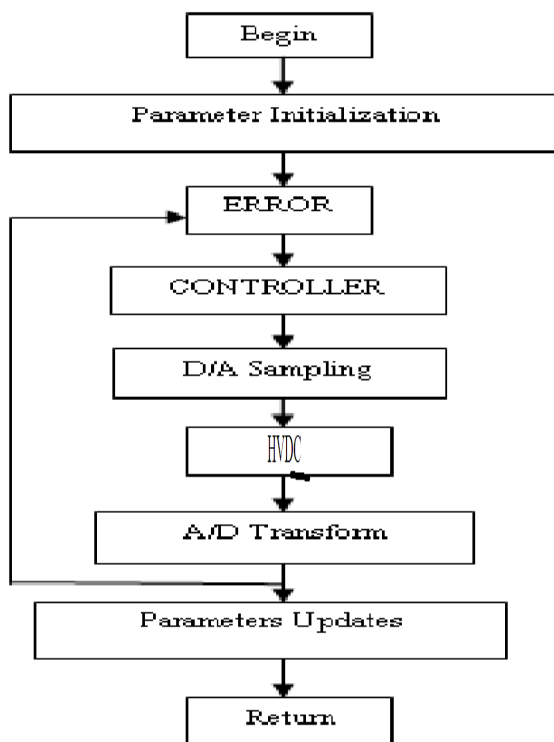 Begin
Parameter Initialization
ERROR
CONTROLLER
D/A Sampling
HVDC
A/D Transform
Parameters Updates
Return